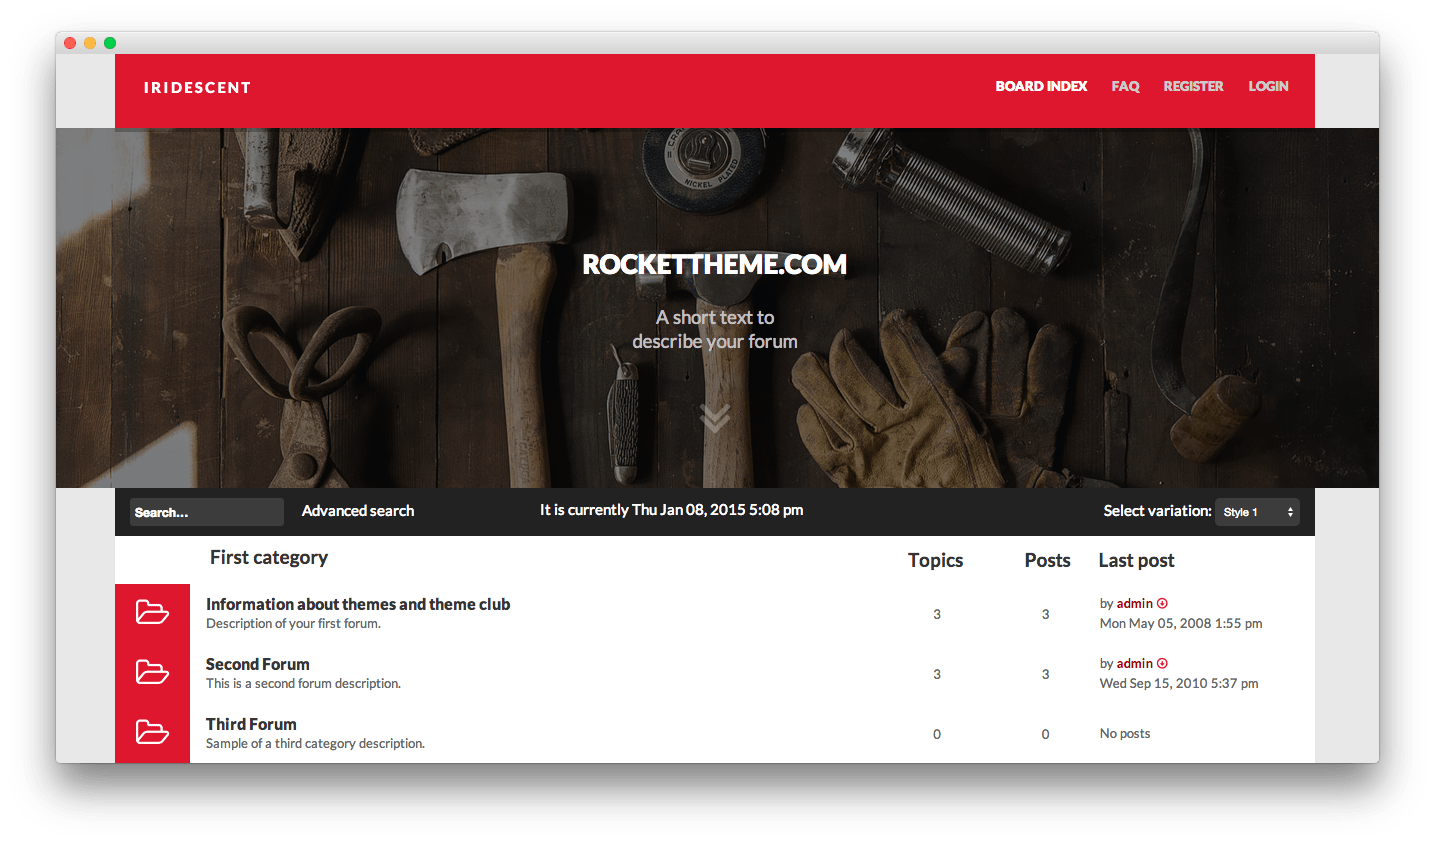 IRIDESCENT
BOARD INDEX FAQ REGISTER LOGIN
NICKEL PLATED
ROCKETTHEME.COM
A short text to
describe your forum
Search... Advanced search It is currently Thu Jan 08, 2015 5:08 pm Select variation: Style 1
First category Topics Posts Last post
Information about themes and theme club 3 3 by admin
Description of your first forum. Mon May 05, 2008 1:55 pm
Second Forum 3 3 by admin
This is a second forum description. Wed Sep 15, 2010 5:37 pm
Third Forum 0 0 No posts
Sample of a third category description.